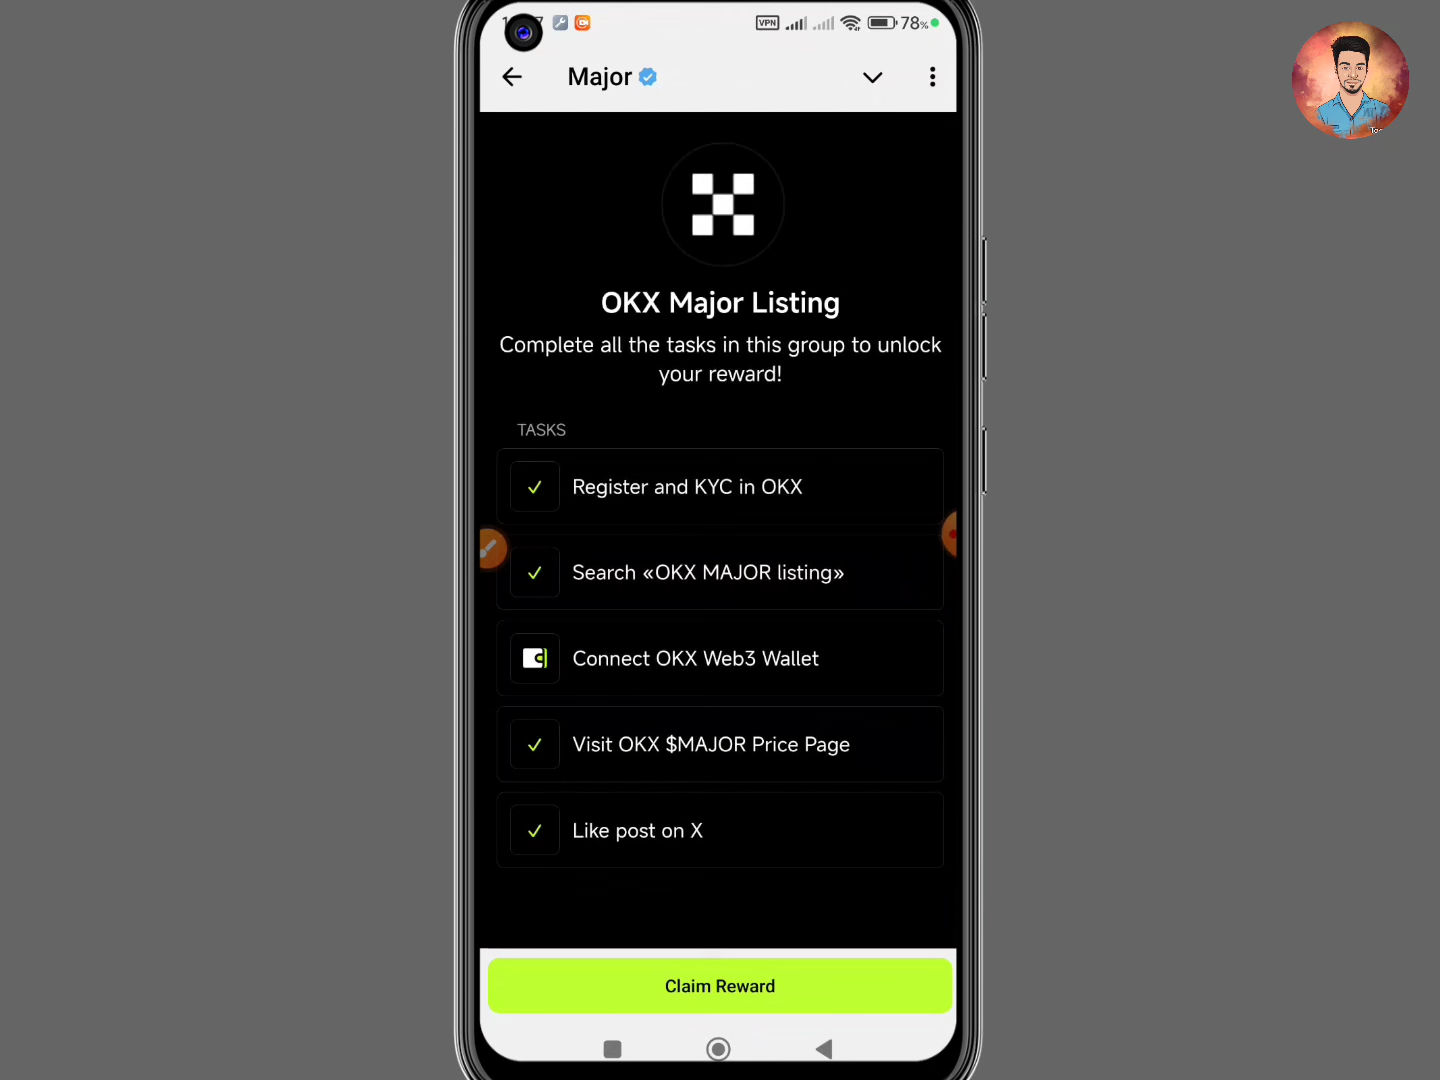 VPN 78%
Major
OKX Major Listing
Complete all the tasks in this group to unlock
your reward!
TASKS
Register and KYC in OKX
Search «OKX MAJOR listing»
Connect OKX Web3 Wallet
Visit OKX $MAJOR Price Page
Like post on X
Claim Reward